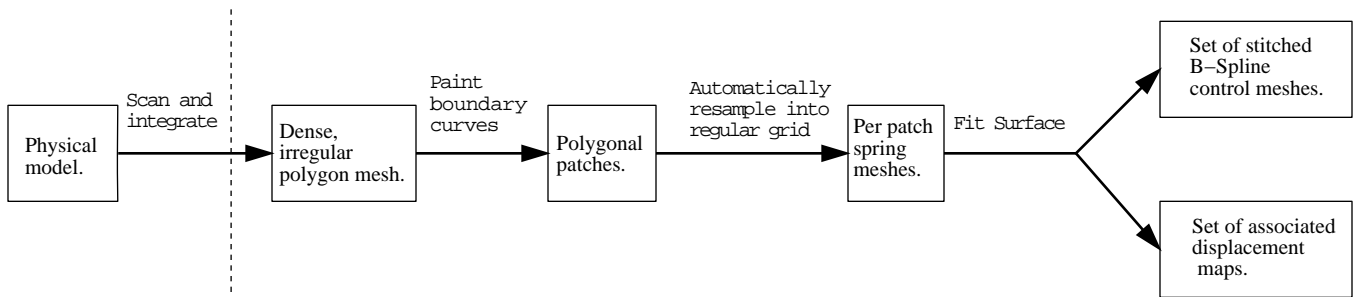 Physical
model.
Scan and
integrate
Dense,
irregular
polygon mesh.
Paint
boundary
curves
Polygonal
patches.
Automatically
resample into
regular grid
Per patch
spring
meshes.
Fit Surface
Set of stitched
B−Spline
control meshes.
Set of associated
displacement
maps.